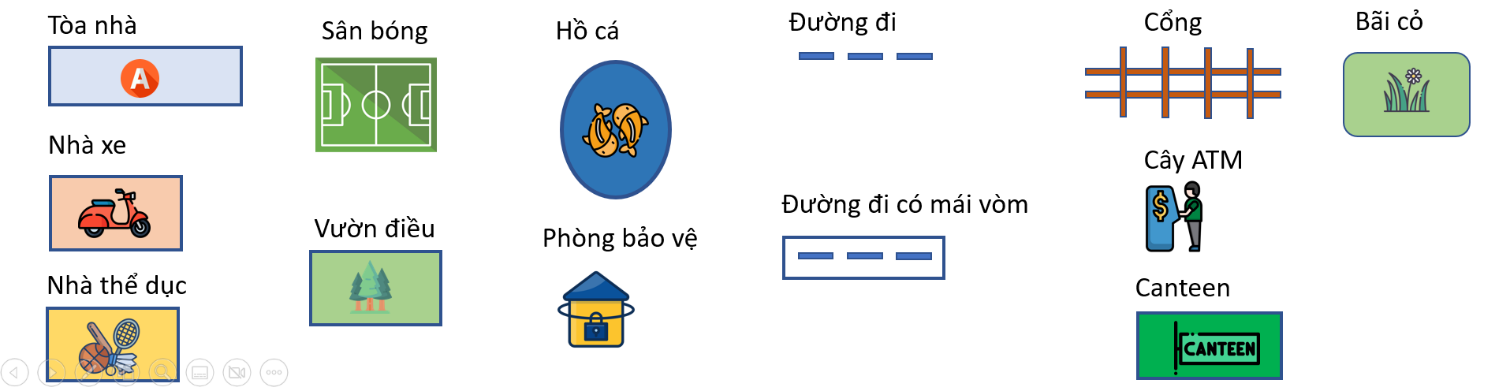 Tòa nhà
A
Nhà xe
Nhà thể dục
Sân bóng
Vườn điều
Hồ cá
Phòng bảo vệ
Đường đi
Đường đi có mái vòm
Cổng
Cây ATM
$
Canteen
CANTEEN
Bãi cỏ